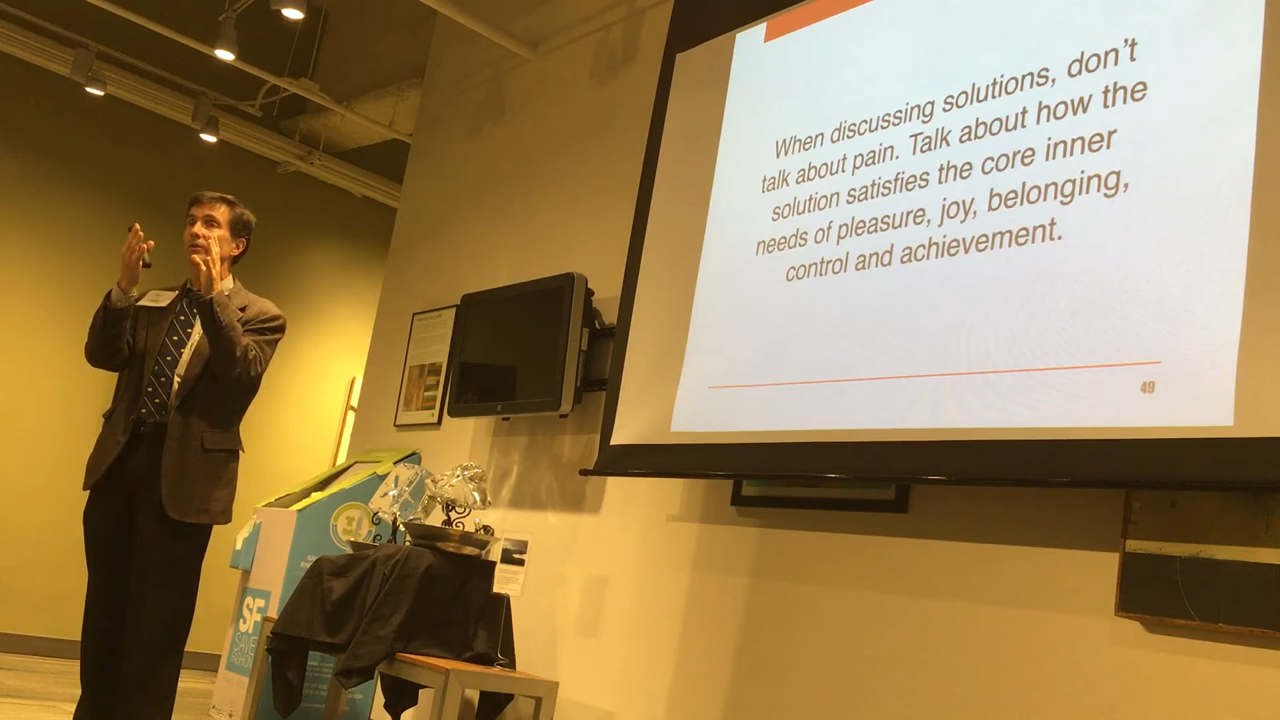 When discussing solutions, don't
talk about pain. Talk about how the
solution satisfies the core inner
needs of pleasure, joy, belonging,
control and achievement.
49
SF
SAVE
FASHION